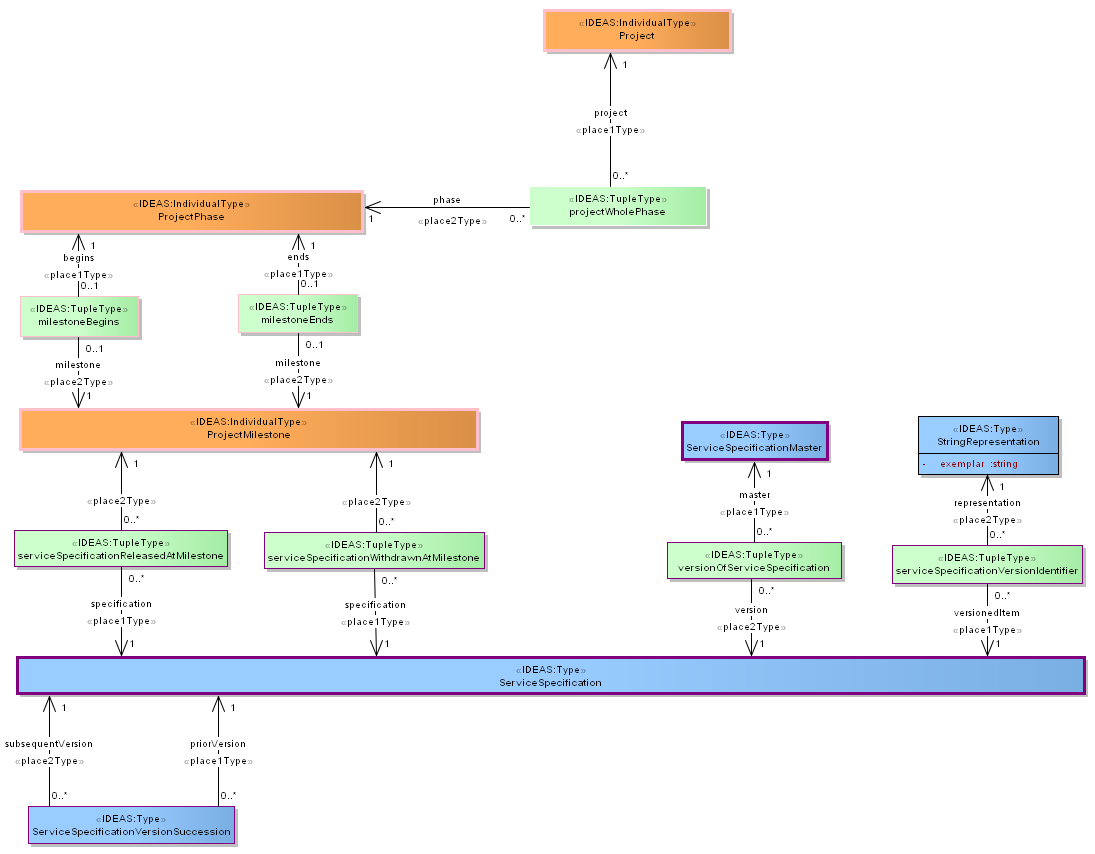 «IDEAS:IndividualType»
Project
1
project
«place1Type»
0..*
«IDEAS:IndividualType»
ProjectPhase
phase
1
«place2Type»
0..*
«IDEAS:TupleType»
projectWholePhase
1
begins
«place1Type»
0..1
1
ends
«place1Type»
0..1
«IDEAS:TupleType»
milestoneBegins
«IDEAS:TupleType»
milestoneEnds
0..1
milestone
«place2Type»
1
0..1
milestone
«place2Type»
1
«IDEAS:IndividualType»
ProjectMilestone
«IDEAS:Type»
ServiceSpecificationMaster
«IDEAS:Type»
StringRepresentation
- exemplar :string
1
«place2Type»
0..*
1
«place2Type»
0..*
1
master
«place1Type»
0..*
1
representation
«place2Type»
0..*
«IDEAS:TupleType»
serviceSpecificationReleasedAtMilestone
«IDEAS:TupleType»
serviceSpecificationWithdrawnAtMilestone
«IDEAS:TupleType»
versionOfServiceSpecification
«IDEAS:TupleType»
serviceSpecificationVersionIdentifier
0..*
specification
«place1Type»
1
0..*
specification
«place1Type»
1
0..*
version
«place2Type»
1
0..*
versionedItem
«place1Type»
1
«IDEAS:Type»
ServiceSpecification
1
subsequentVersion
«place2Type»
0..*
1
priorVersion
«place1Type»
0..*
«IDEAS:Type»
ServiceSpecificationVersionSuccession